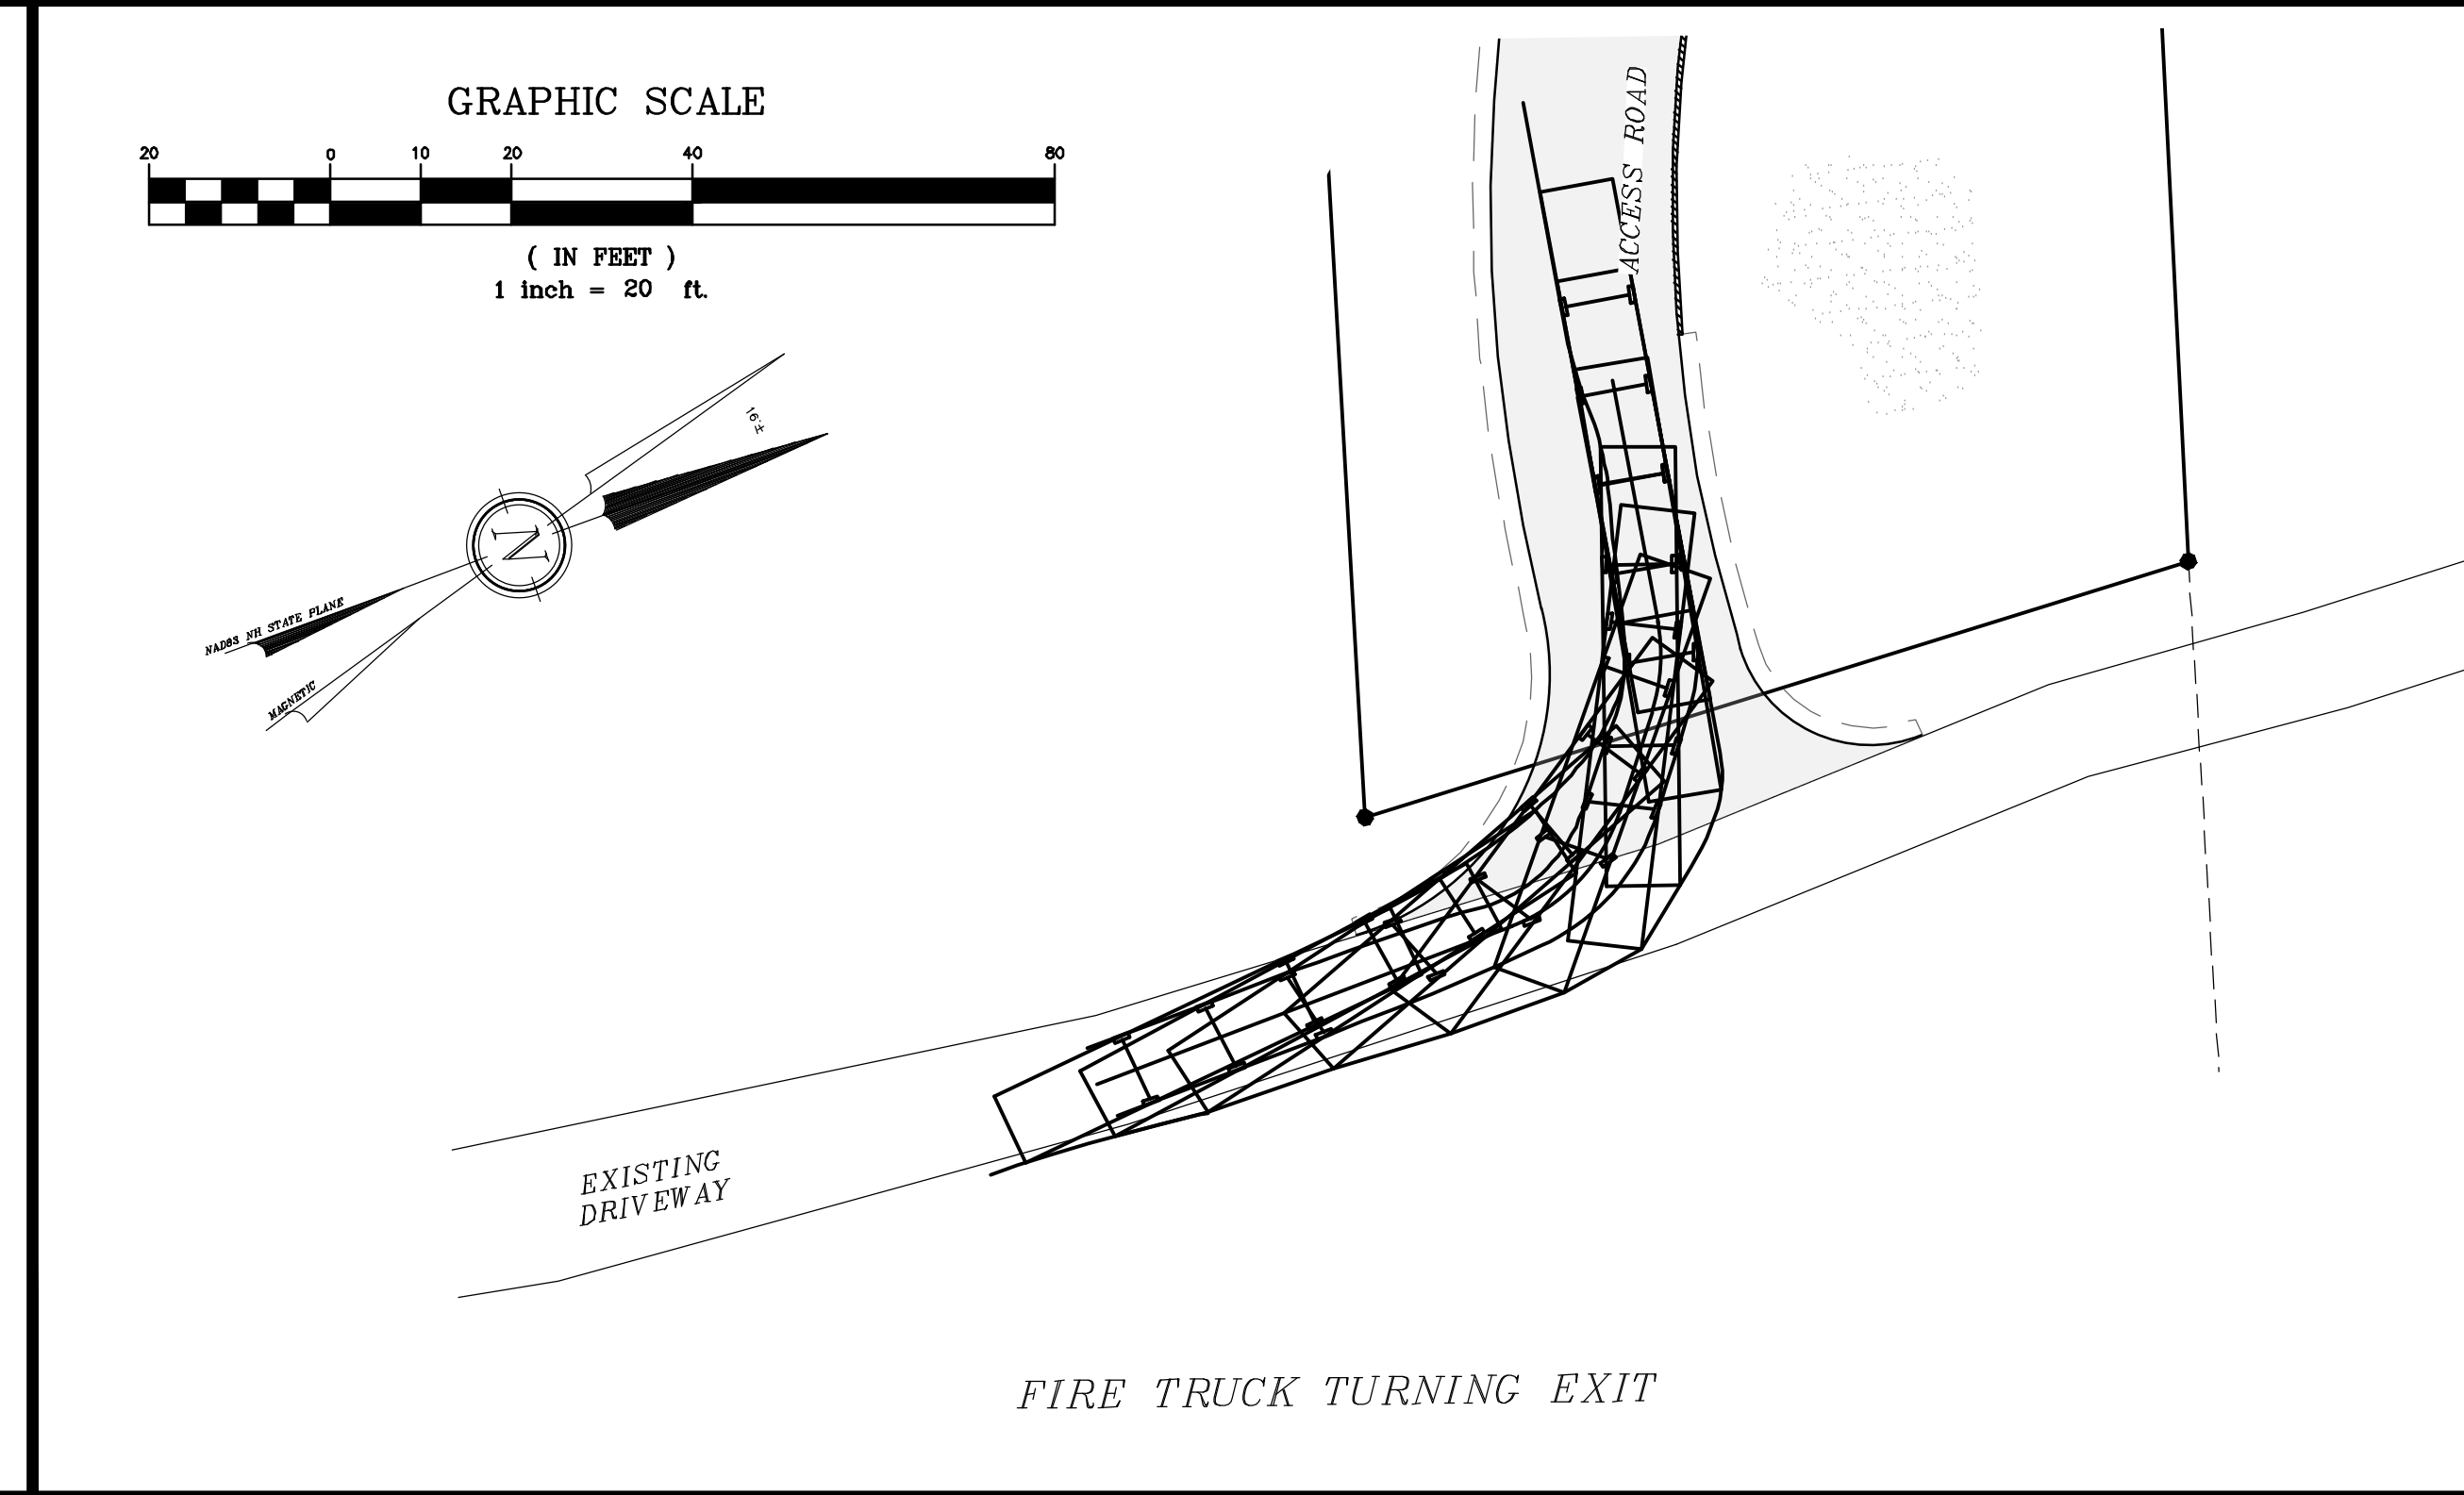 GRAPHIC SCALE
20 0 10 20 40 80
( IN FEET )
1 inch = 20 ft.
ACCESS ROAD
16°±
N
NAD83 NH STATE PLANE
MAGNETIC
EXISTING
DRIVEWAY
FIRE TRUCK TURNING EXIT